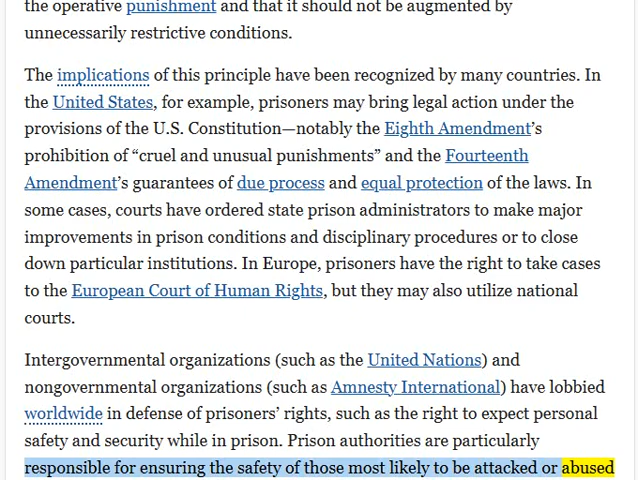 the operative punishment and that it should not be augmented by
unnecessarily restrictive conditions.
The implications of this principle have been recognized by many countries. In
the United States, for example, prisoners may bring legal action under the
provisions of the U.S. Constitution—notably the Eighth Amendment’s
prohibition of “cruel and unusual punishments” and the Fourteenth
Amendment’s guarantees of due process and equal protection of the laws. In
some cases, courts have ordered state prison administrators to make major
improvements in prison conditions and disciplinary procedures or to close
down particular institutions. In Europe, prisoners have the right to take cases
to the European Court of Human Rights, but they may also utilize national
courts.
Intergovernmental organizations (such as the United Nations) and
nongovernmental organizations (such as Amnesty International) have lobbied
worldwide in defense of prisoners’ rights, such as the right to expect personal
safety and security while in prison. Prison authorities are particularly
responsible for ensuring the safety of those most likely to be attacked or abused